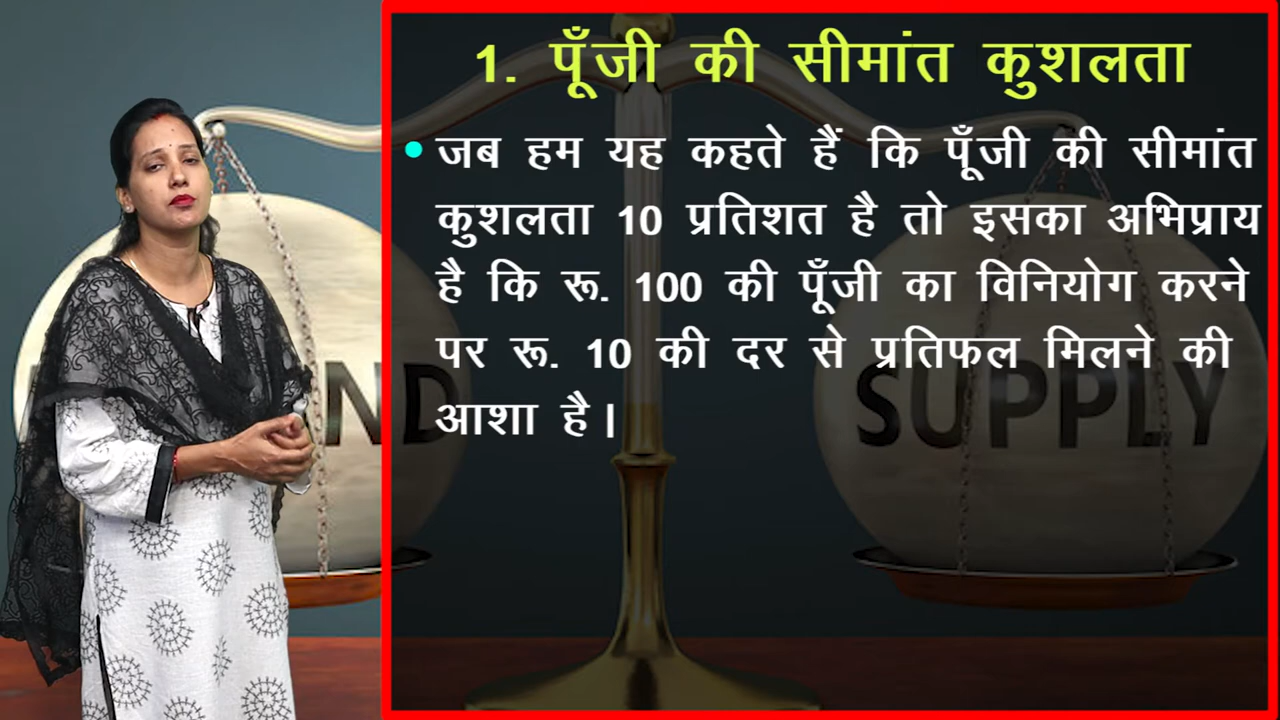 1. पूँजी की सीमांत कुशलता
• जब हम यह कहते हैं कि पूँजी की सीमांत
कुशलता 10 प्रतिशत है तो इसका अभिप्राय
है कि रू. 100 की पूँजी का विनियोग करने
पर रू. 10 की दर से प्रतिफल मिलने की
आशा है।
ND
SUPPLY